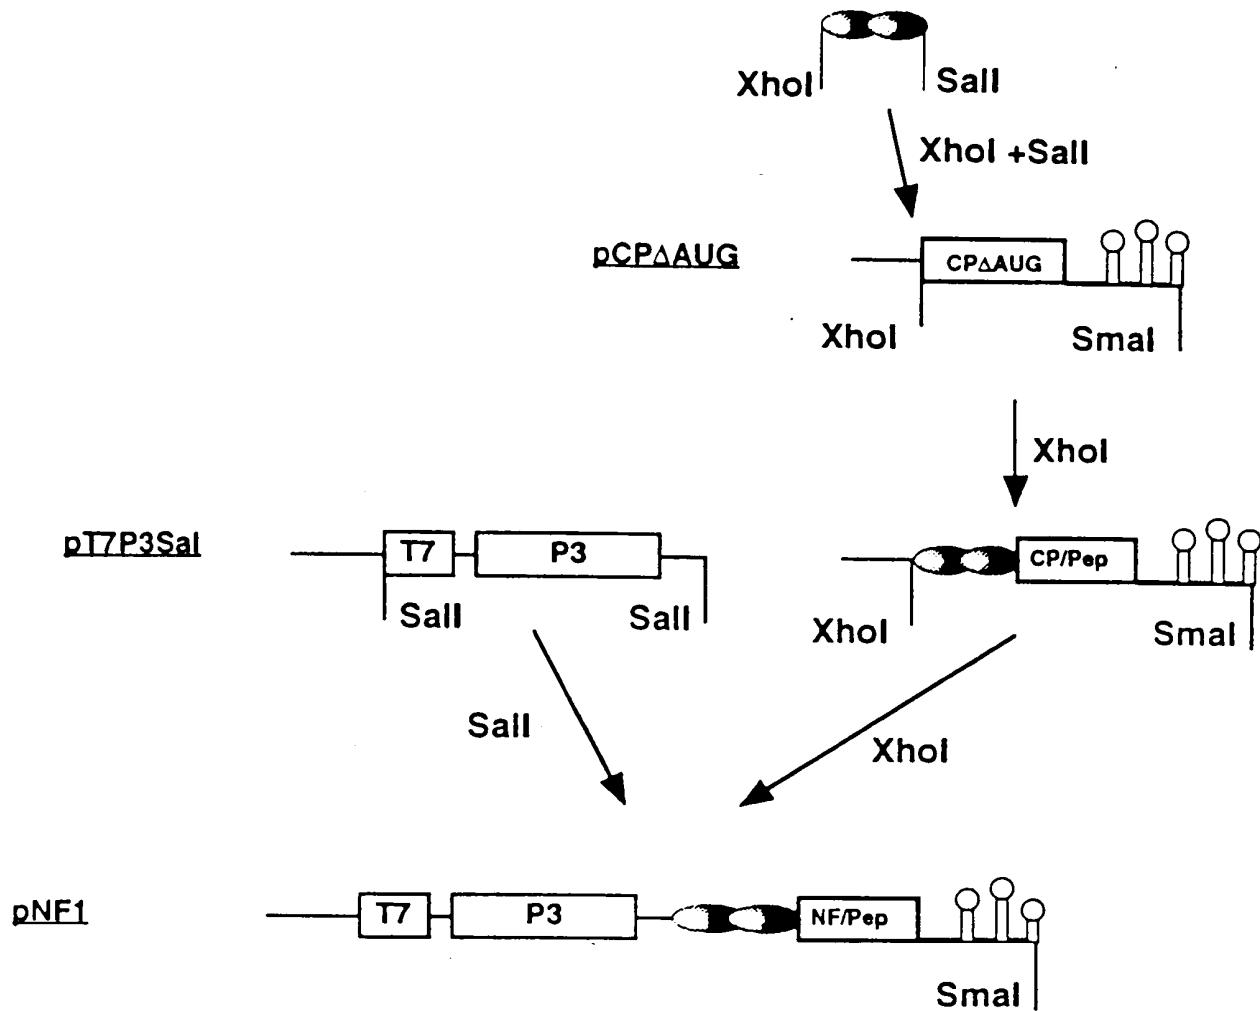 XhoI SalI
XhoI +SalI
pCPΔAUG CPΔAUG
XhoI SmaI
XhoI
pT7P3Sal T7 P3 CP/Pep
SalI SalI XhoI SmaI
SalI XhoI
pNF1 T7 P3 NF/Pep
SmaI